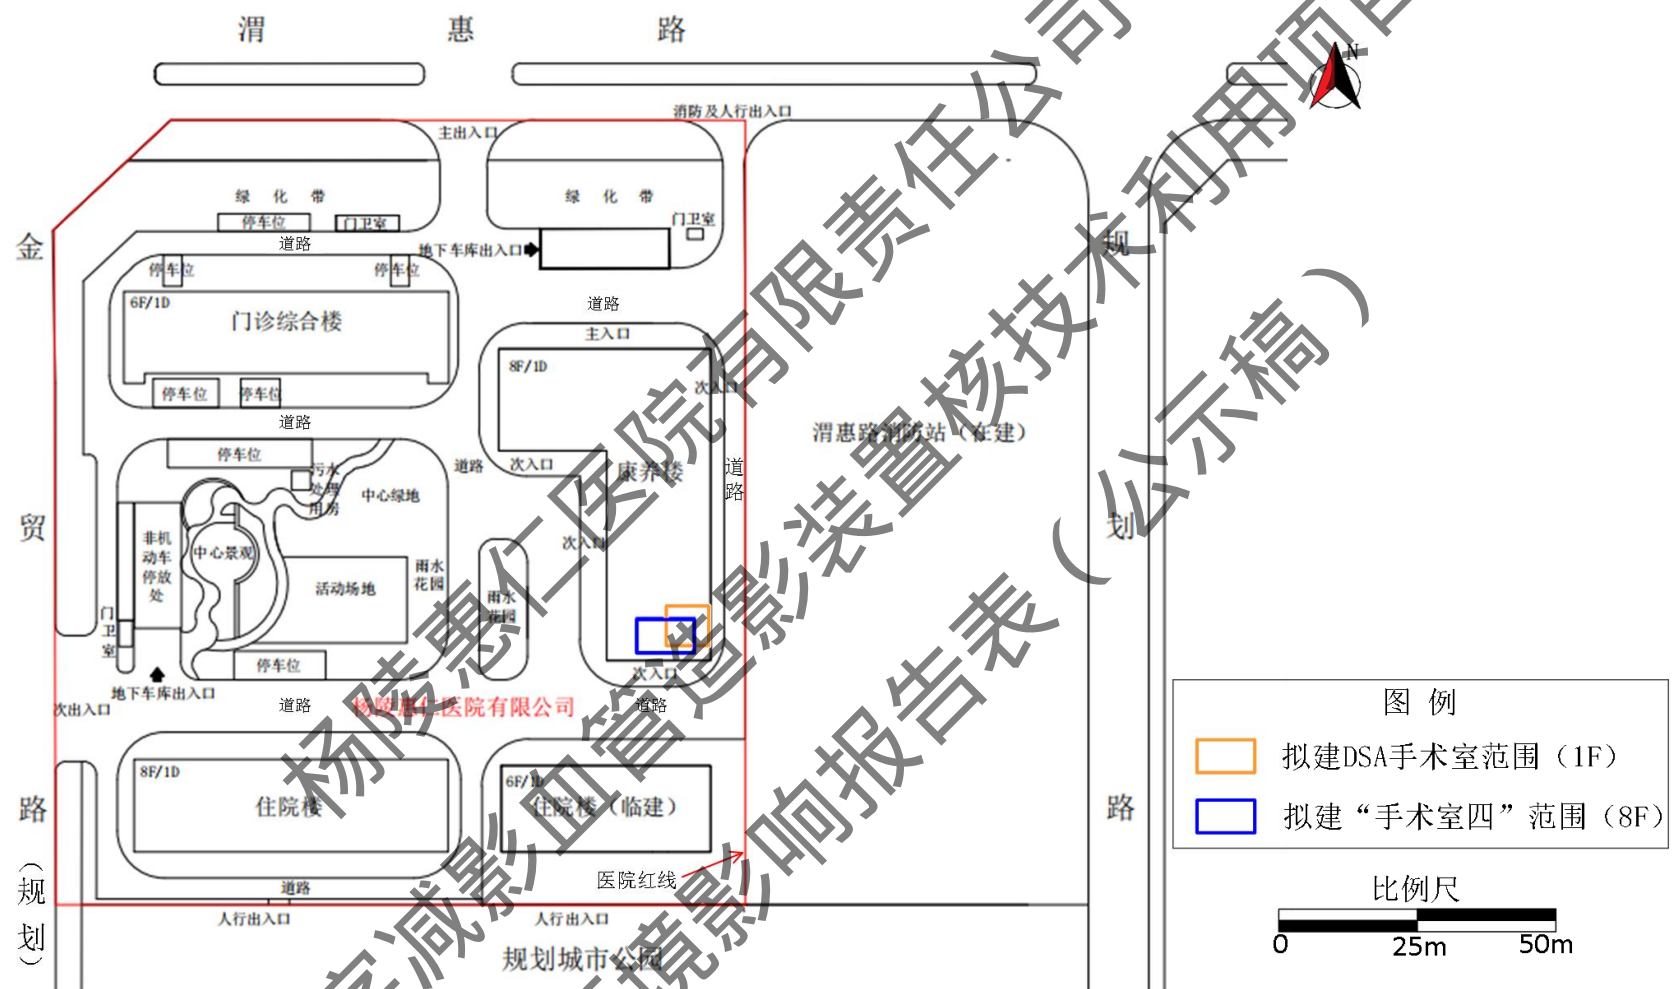 渭 惠 路
N
消防及人行出入口
主出入口
绿 化 带
绿 化 带
停车位
门卫室
门卫室
道路
地下车库出入口
金
贸
路
（规划）
规
划
路
停车位
停车位
6F/1D
门诊综合楼
道路
主入口
8F/1D
次入口
停车位
停车位
道路
渭惠路消防站（在建）
停车位
次入口
康养楼
道路
道路
污水处理用房
中心绿地
非机动车停放处
中心景观
次入口
活动场地
雨水花园
雨水花园
门卫室
停车位
次入口
地下车库出入口
次出入口
道路
杨陵惠仁医院有限公司
道路
8F/1D
住院楼
6F/1D
住院楼（临建）
医院红线
道路
人行出入口
人行出入口
规划城市公园
图 例
拟建DSA手术室范围（1F）
拟建“手术室四”范围（8F）
比例尺
0
25m
50m
杨陵惠仁医院有限责任公司
字减影血管造影装置核技术利用项目
境影响报告表（公示稿）